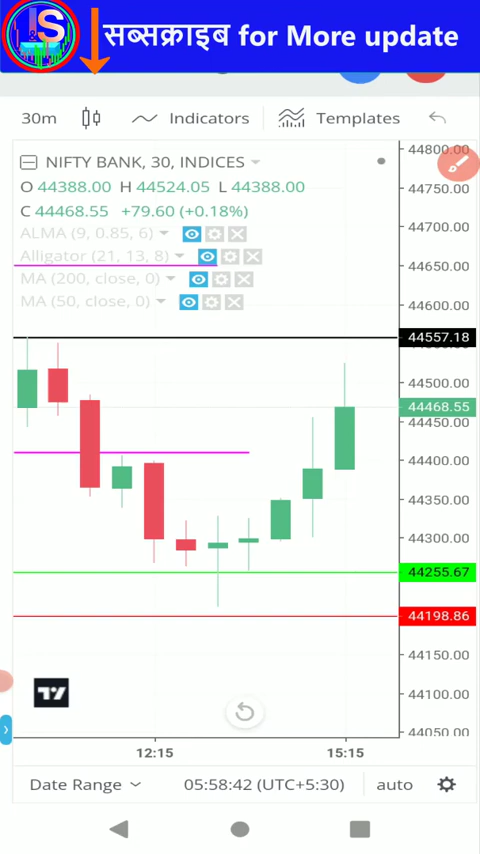 S
सब्सक्राइब for More update
30m Indicators Templates
NIFTY BANK, 30, INDICES
O 44388.00 H 44524.05 L 44388.00
C 44468.55 +79.60 (+0.18%)
ALMA (9, 0.85, 6)
Alligator (21, 13, 8)
MA (200, close, 0)
MA (50, close, 0)
44800.00
44750.00
44700.00
44650.00
44600.00
44557.18
44500.00
44468.55
44450.00
44400.00
44350.00
44300.00
44255.67
44198.86
44150.00
44100.00
44050.00
12:15 15:15
Date Range 05:58:42 (UTC+5:30) auto